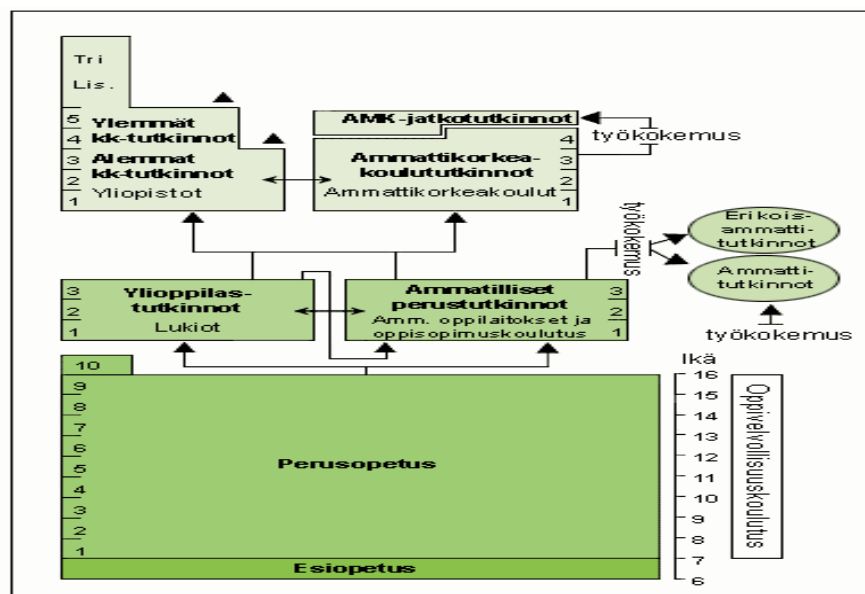 Tri
Lis.
5
4
3
2
1
Ylemmät
kk-tutkinnot
Alemmat
kk-tutkinnot
Yliopistot
AMK-jatkotutkinnot
työkokemus
4
3
2
1
Ammattikorkea-
koulututkinnot
Ammattikorkeakoulut
työkokemus
Erikois-
ammatti-
tutkinnot
Ammatti-
tutkinnot
työkokemus
3
2
1
Ylioppilas-
tutkinnot
Lukiot
Ammatilliset
perustutkinnot
Amm. oppilaitokset ja
oppisopimuskoulutus
3
2
1
10
9
8
7
6
5
4
3
2
1
Perusopetus
Esiopetus
Ikä
16
15
14
13
12
11
10
9
8
7
6
Oppivelvollisuuskoulutus